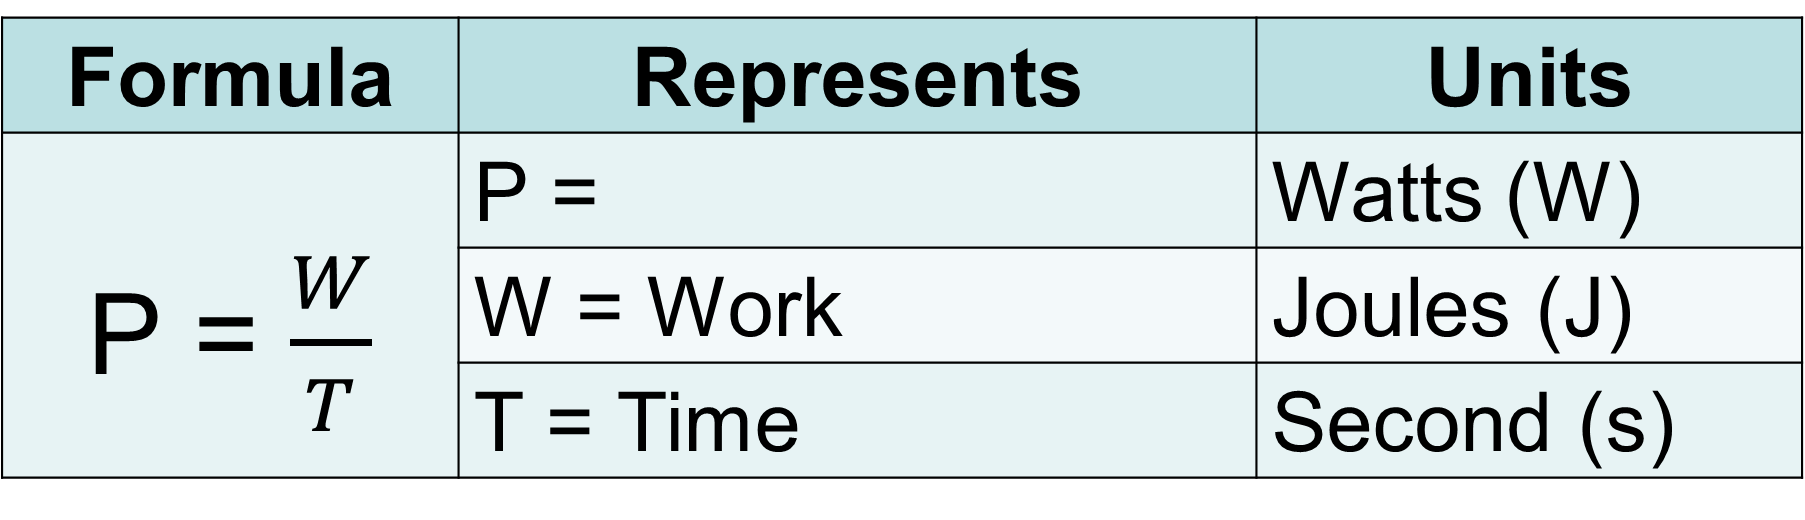 Formula Represents Units
P = W/T
P = Watts (W)
W = Work Joules (J)
T = Time Second (s)